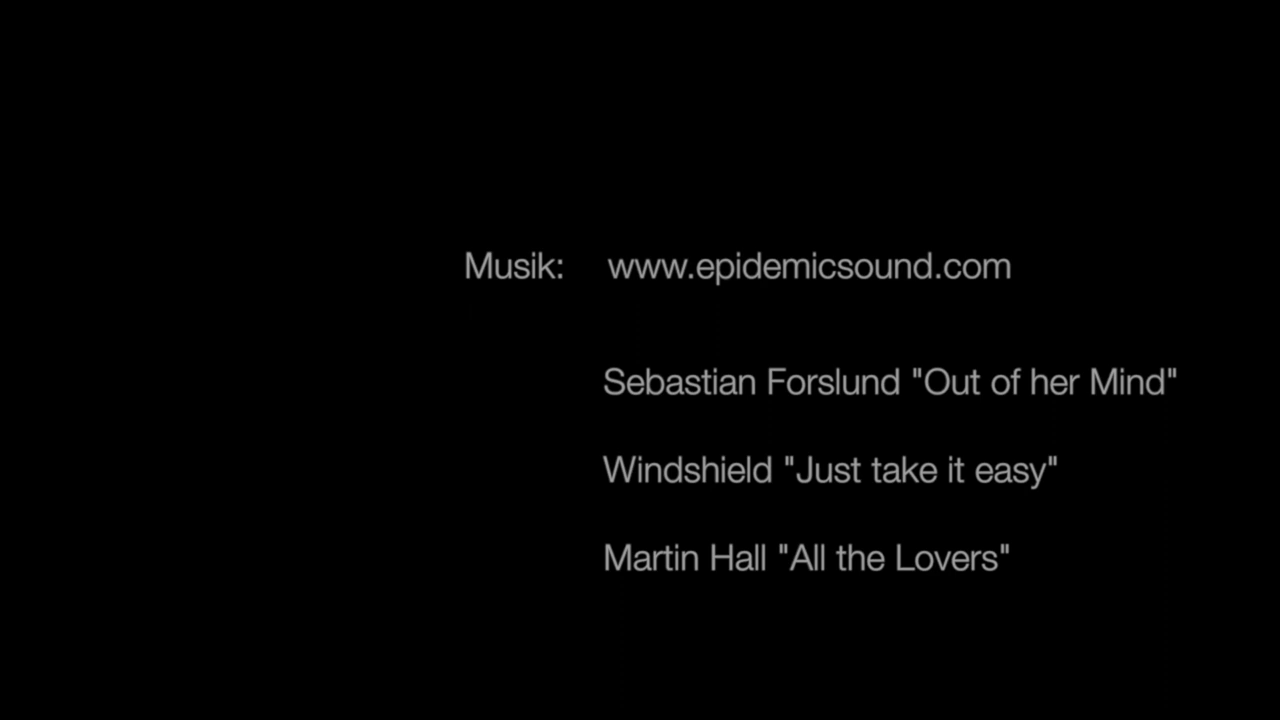 Musik: www.epidemicsound.com
Sebastian Forslund "Out of her Mind"
Windshield "Just take it easy"
Martin Hall "All the Lovers"